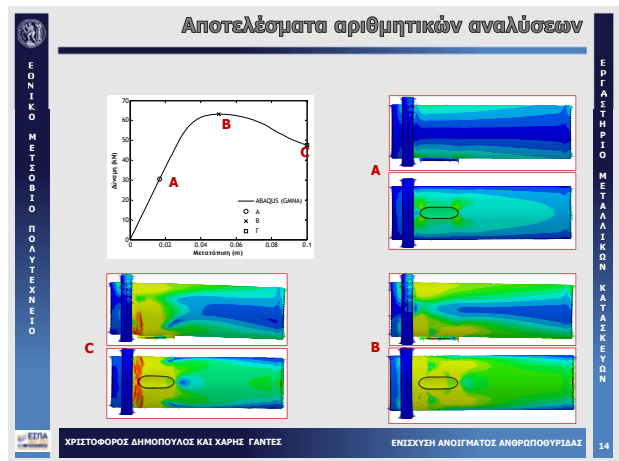 Αποτελέσματα αριθμητικών αναλύσεων
ΕΘΝΙΚΟ ΜΕΤΣΟΒΙΟ ΠΟΛΥΤΕΧΝΕΙΟ
70
60
50
40
30
20
10
0
Δύναμη (kN)
A
B
C
ABAQUS (GMNA)
Α
Β
Γ
0
0.02
0.04
0.06
0.08
0.1
Μετατόπιση (m)
A
C
B
ΕΡΓΑΣΤΗΡΙΟ ΜΕΤΑΛΛΙΚΩΝ ΚΑΤΑΣΚΕΥΩΝ
ΕΣΠΑ
ΧΡΙΣΤΟΦΟΡΟΣ ΔΗΜΟΠΟΥΛΟΣ ΚΑΙ ΧΑΡΗΣ ΓΑΝΤΕΣ
ΕΝΙΣΧΥΣΗ ΑΝΟΙΓΜΑΤΟΣ ΑΝΘΡΩΠΟΘΥΡΙΔΑΣ
14